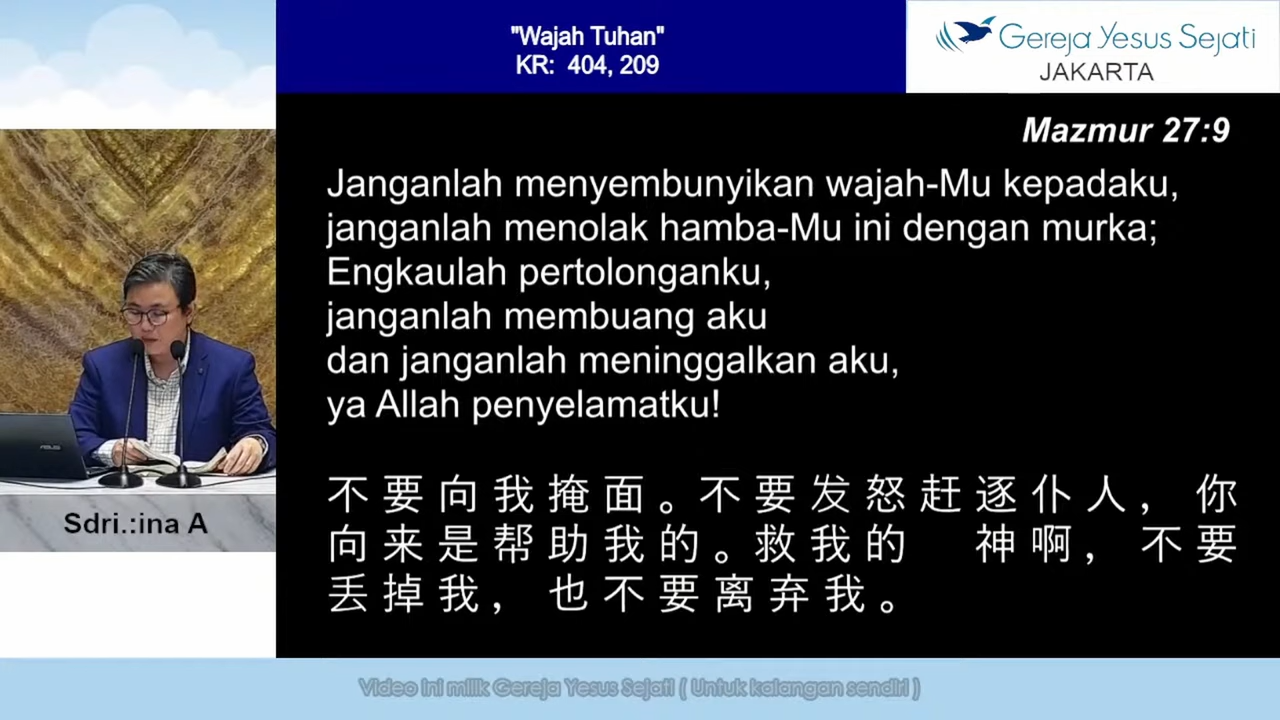 "Wajah Tuhan"
KR: 404, 209
Gereja Yesus Sejati
JAKARTA
Mazmur 27:9
Janganlah menyembunyikan wajah-Mu kepadaku,
janganlah menolak hamba-Mu ini dengan murka;
Engkaulah pertolonganku,
janganlah membuang aku
dan janganlah meninggalkan aku,
ya Allah penyelamatku!
不要向我掩面。不要发怒赶逐仆人，你
向来是帮助我的。救我的　神啊，不要
丢掉我，也不要离弃我。
ASUS
Sdri.:ina A
Video ini milik Gereja Yesus Sejati ( Untuk kalangan sendiri )